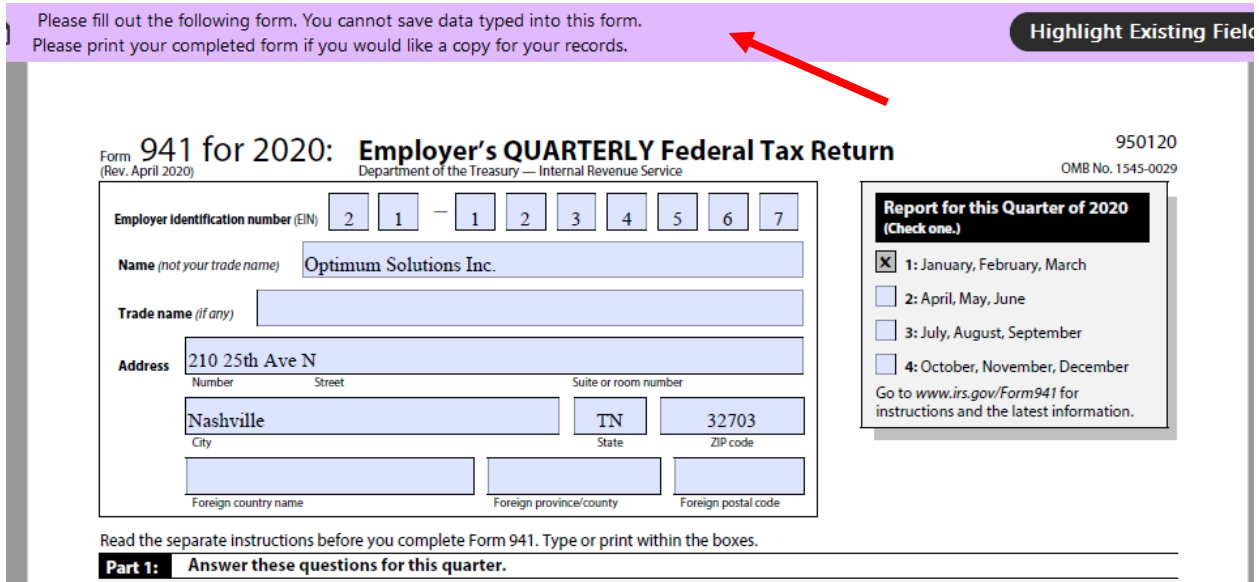 Please fill out the following form. You cannot save data typed into this form.
Please print your completed form if you would like a copy for your records.
Highlight Existing
Form 941 for 2020: Employer's QUARTERLY Federal Tax Return
950120
(Rev. April 2020)
Department of the Treasury — Internal Revenue Service
OMB No. 1545-0029
Employer identification number (EIN) 2 1 – 1 2 3 4 5 6 7
Name (not your trade name) Optimum Solutions Inc.
Trade name (if any)
Address 210 25th Ave N
Number Street Suite or room number
Nashville TN 32703
City State ZIP code
Foreign country name Foreign province/county Foreign postal code
Report for this Quarter of 2020
(Check one.)
X 1: January, February, March
2: April, May, June
3: July, August, September
4: October, November, December
Go to www.irs.gov/Form941 for
instructions and the latest information.
Read the separate instructions before you complete Form 941. Type or print within the boxes.
Part 1: Answer these questions for this quarter.